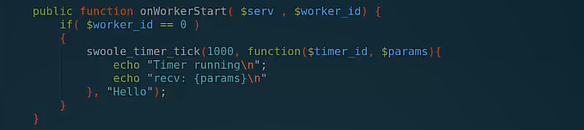 public function onWorkerStart( $serv , $worker_id) {
if( $worker_id == 0 )
{
swoole_timer_tick(1000, function($timer_id, $params){
echo "Timer running\n";
echo "recv: {params}\n"
}, "Hello");
}
}